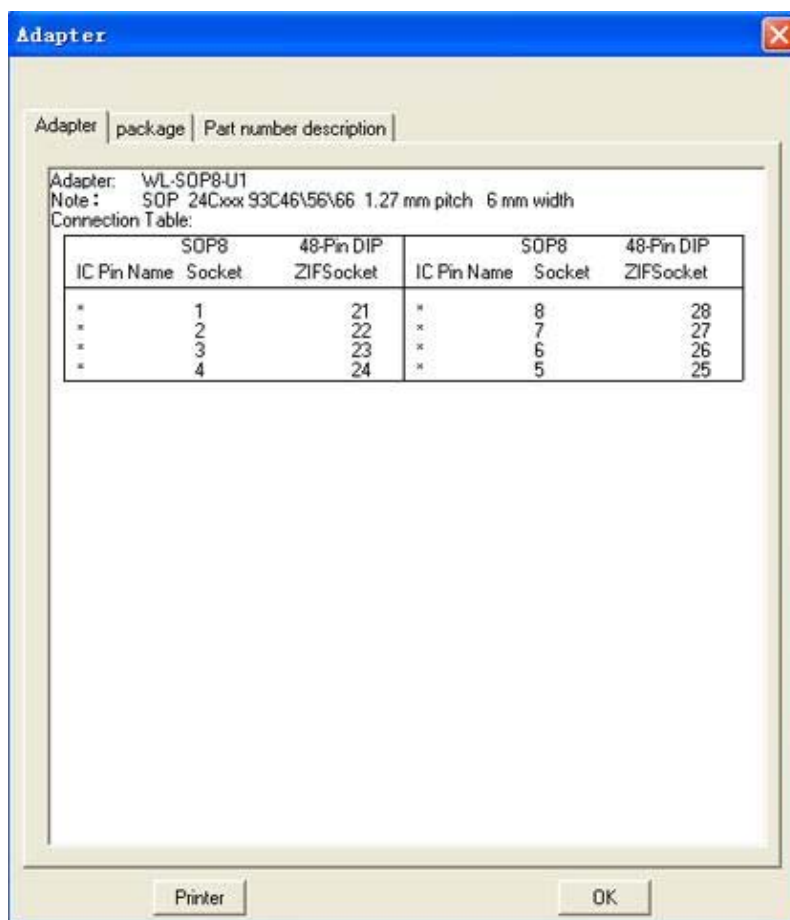 Adapter
Adapter package Part number description
Adapter: WL-SOP8-U1
Note： SOP 24Cxxx 93C46\56\66 1.27 mm pitch 6 mm width
Connection Table:
SOP8 48-Pin DIP SOP8 48-Pin DIP
IC Pin Name Socket ZIFSocket IC Pin Name Socket ZIFSocket
* 1 21 * 8 28
* 2 22 * 7 27
* 3 23 * 6 26
* 4 24 * 5 25
Printer OK